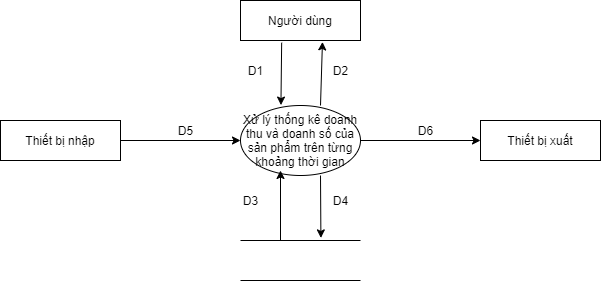 Người dùng
D1
D2
Xử lý thống kê doanh
thu và doanh số của
sản phẩm trên từng
khoảng thời gian
Thiết bị nhập
D5
D6
Thiết bị xuất
D3
D4